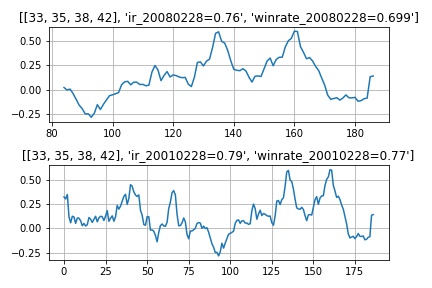 [[33, 35, 38, 42], 'ir_20080228=0.76', 'winrate_20080228=0.699']
0.50
0.25
0.00
−0.25
80 100 120 140 160 180
[[33, 35, 38, 42], 'ir_20010228=0.79', 'winrate_20010228=0.77']
0.50
0.25
0.00
−0.25
0 25 50 75 100 125 150 175